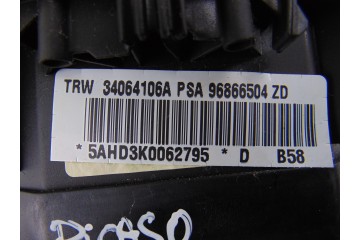 TRW 34064106A PSA 96866504 ZD
* 5AHD3K0062795 * D B58
PiCASO